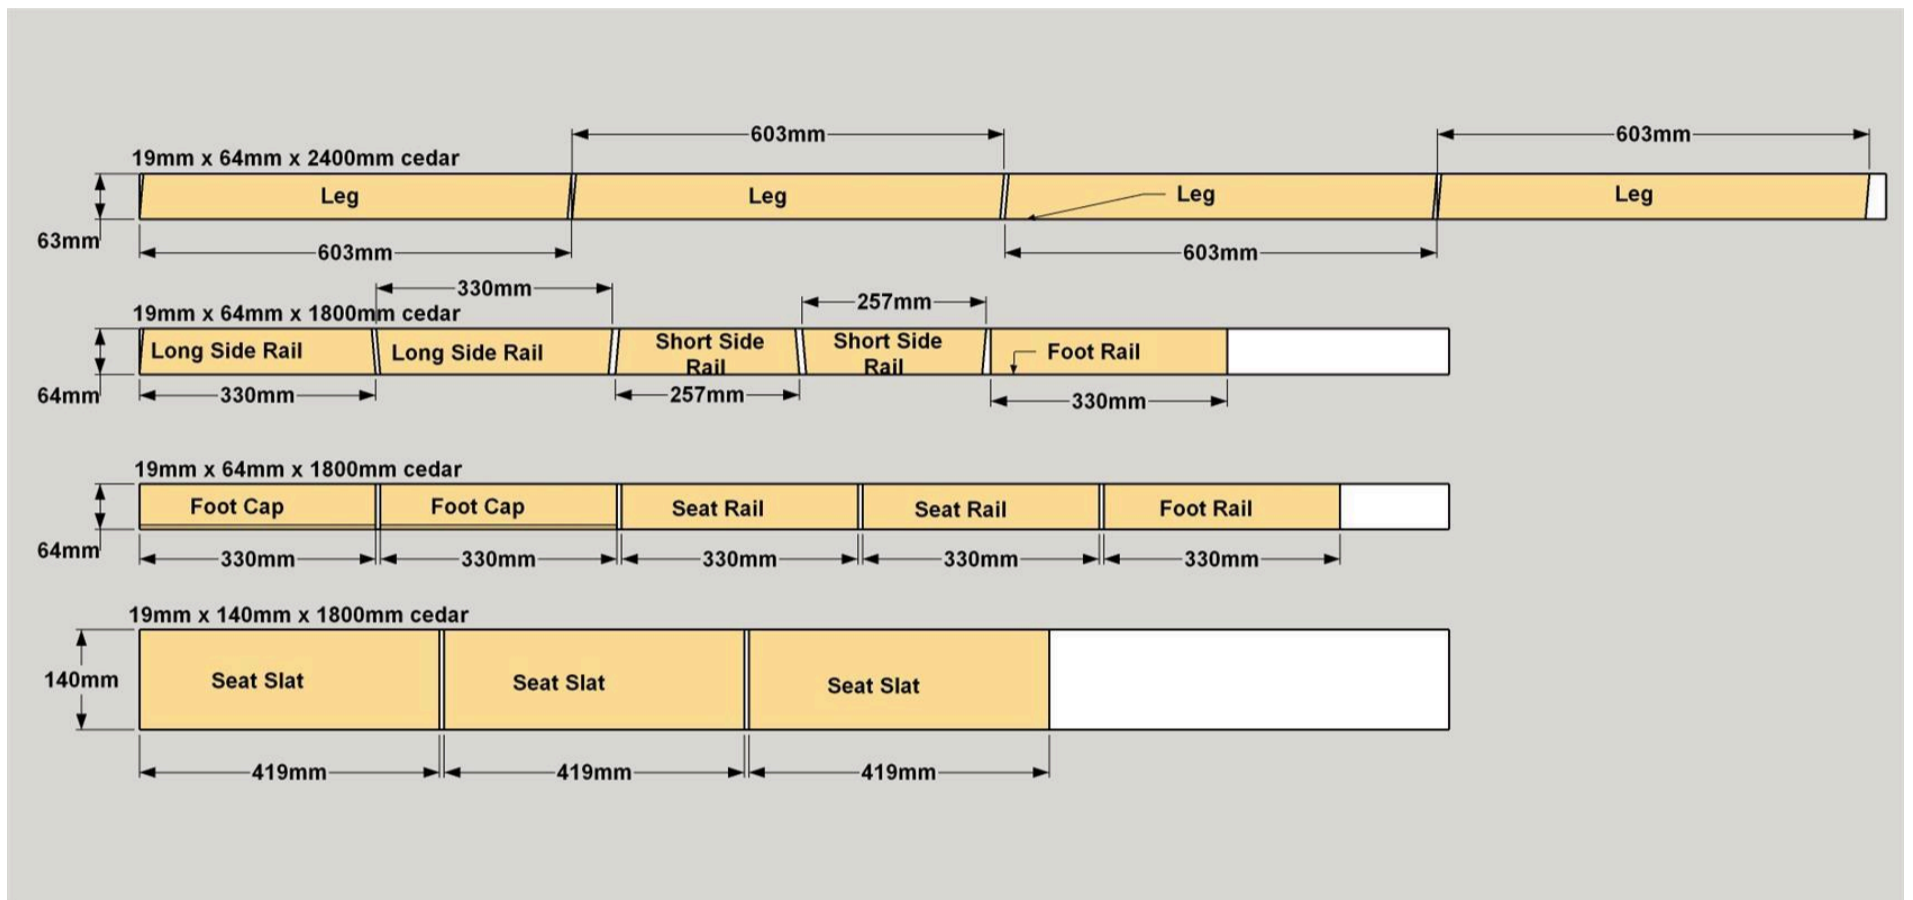 603mm
603mm
19mm x 64mm x 2400mm cedar
Leg
Leg
Leg
Leg
63mm
603mm
603mm
330mm
257mm
19mm x 64mm x 1800mm cedar
Long Side Rail
Long Side Rail
Short Side
Rail
Short Side
Rail
Foot Rail
64mm
330mm
257mm
330mm
19mm x 64mm x 1800mm cedar
Foot Cap
Foot Cap
Seat Rail
Seat Rail
Foot Rail
64mm
330mm
330mm
330mm
330mm
330mm
19mm x 140mm x 1800mm cedar
140mm
Seat Slat
Seat Slat
Seat Slat
419mm
419mm
419mm